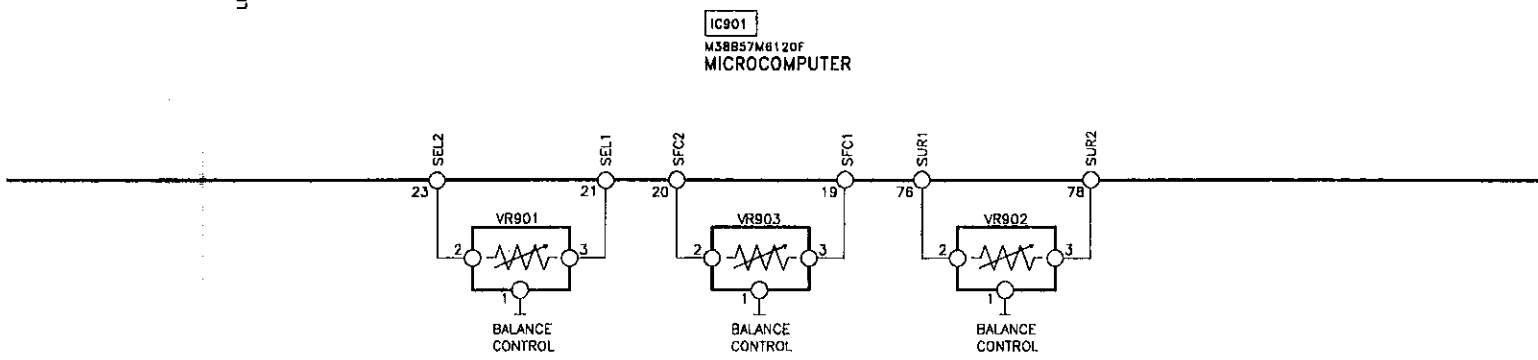 IC901
M38B57M6120F
MICROCOMPUTER
SEL2
SEL1
SFC2
SFC1
SUR1
SUR2
23
21
20
19
76
78
VR901
VR903
VR902
2
3
2
3
2
3
1
1
1
BALANCE
CONTROL
BALANCE
CONTROL
BALANCE
CONTROL